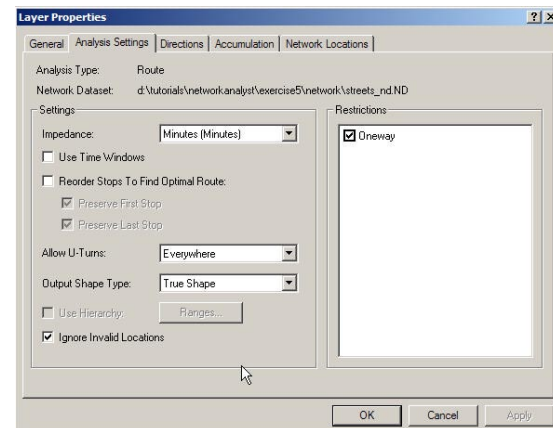 Layer Properties
General Analysis Settings Directions Accumulation Network Locations
Analysis Type: Route
Network Dataset: d:\tutorials\networkanalyst\exercise5\network\streets_nd.ND
Settings
Impedance: Minutes (Minutes)
Use Time Windows
Reorder Stops To Find Optimal Route:
Preserve First Stop
Preserve Last Stop
Allow U-Turns: Everywhere
Output Shape Type: True Shape
Use Hierarchy: Ranges...
Ignore Invalid Locations
Restrictions
Oneway
OK Cancel Apply